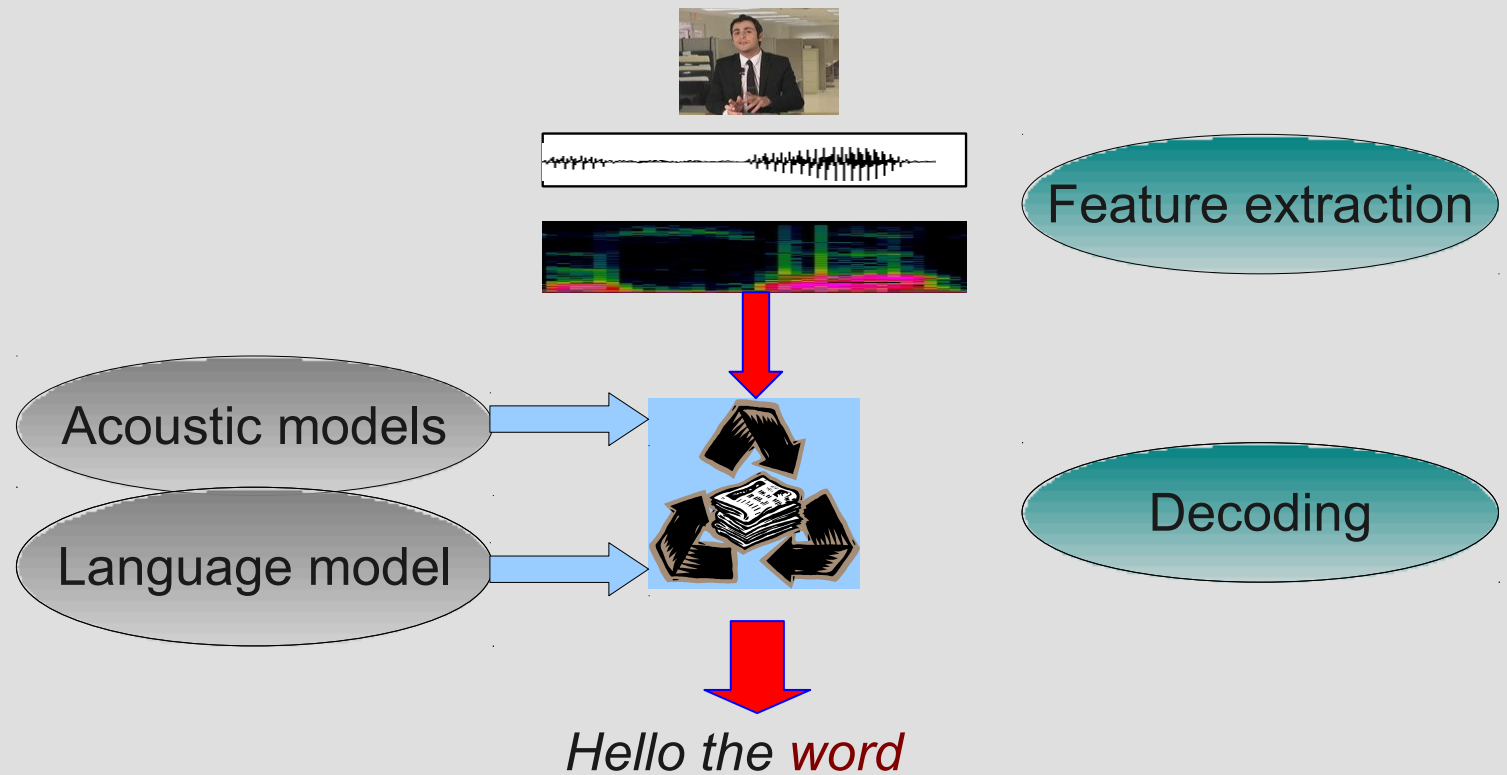 Feature extraction
Acoustic models
Decoding
Language model
Hello the word